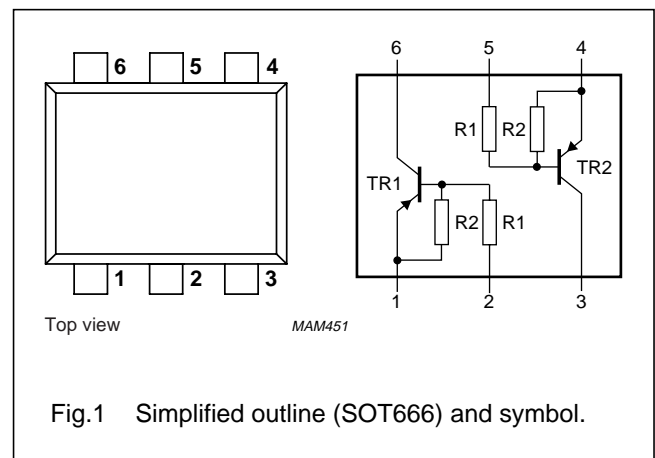 6 5 4
1 2 3
Top view
MAM451
6 5 4
R1 R2
TR1
TR2
R2 R1
1 2 3
Fig.1 Simplified outline (SOT666) and symbol.